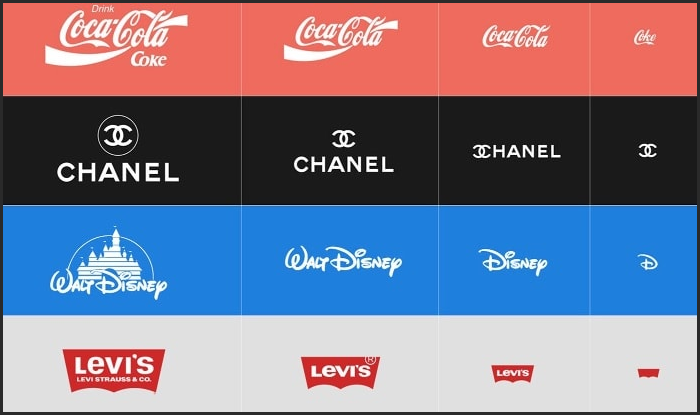 Drink
Coca-Cola
Coke
Coca-Cola
Coca-Cola
Coke
CHANEL
CHANEL
CHANEL
WALT DISNEY
WALT DISNEY
DISNEY
D
LEVI'S
LEVI STRAUSS & CO.
LEVI'S ®
LEVI'S